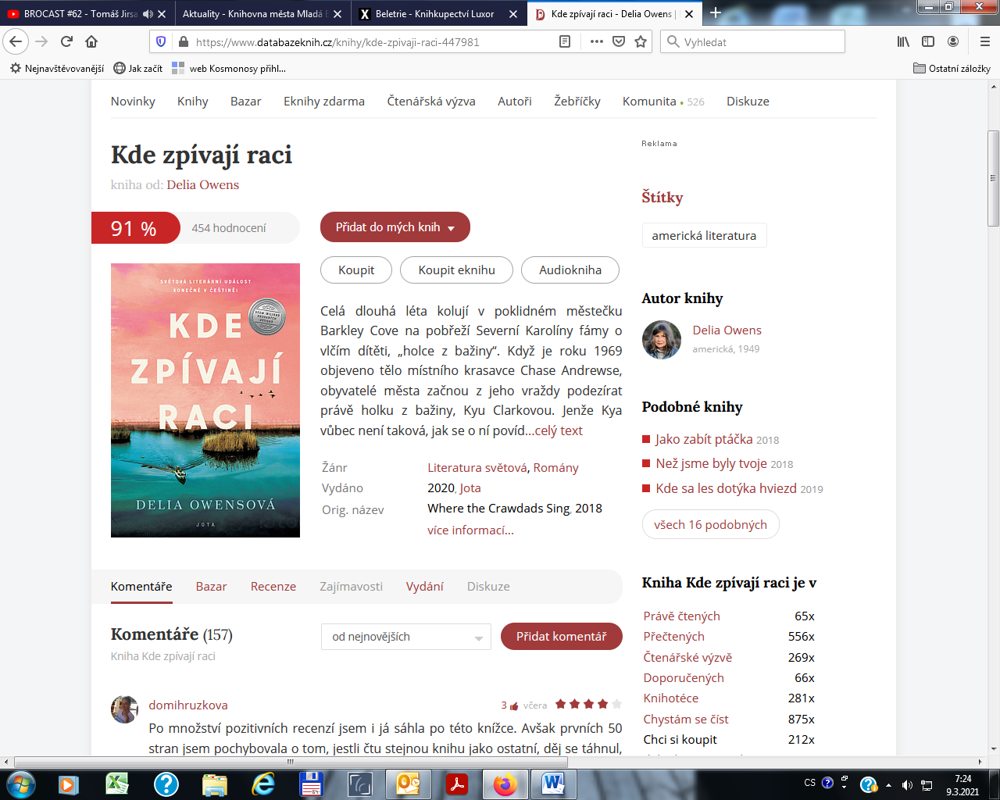 BROCAST #62 - Tomáš Jirsa
Aktuality - Knihovna města Mladá B
Beletrie - Knihkupectví Luxor
Kde zpívají raci - Delia Owens |
https://www.databazeknih.cz/knihy/kde-zpivaji-raci-447981
Vyhledat
Nejnavštěvovanější
Jak začít
web Kosmonosy přihl...
Ostatní záložky
Novinky Knihy Bazar Eknihy zdarma Čtenářská výzva Autoři Žebříčky Komunita • 526 Diskuze
Kde zpívají raci
kniha od: Delia Owens
91 % 454 hodnocení
Přidat do mých knih
Koupit Koupit eknihu Audiokniha
SVĚTOVÁ LITERÁRNÍ UDÁLOST
KONEČNĚ V ČEŠTINĚ!
KDE
ZPÍVAJÍ
RACI
DELIA OWENSOVÁ
JOTA
Celá dlouhá léta kolují v poklidném městečku
Barkley Cove na pobřeží Severní Karolíny fámy o
vlčím dítěti, „holce z bažiny“. Když je roku 1969
objeveno tělo místního krasavce Chase Andrewse,
obyvatelé města začnou z jeho vraždy podezírat
právě holku z bažiny, Kyu Clarkovou. Jenže Kya
vůbec není taková, jak se o ní povíd...celý text
Žánr Literatura světová, Romány
Vydáno 2020, Jota
Orig. název Where the Crawdads Sing, 2018
více informací...
Komentáře Bazar Recenze Zajímavosti Vydání Diskuze
Komentáře (157)
Kniha Kde zpívají raci
od nejnovějších
Přidat komentář
domihruzkova 3 včera
Po množství pozitivních recenzí jsem i já sáhla po této knížce. Avšak prvních 50
stran jsem pochybovala o tom, jestli čtu stejnou knihu jako ostatní, děj se táhnul,
Reklama
Štítky
americká literatura
Autor knihy
Delia Owens
americká, 1949
Podobné knihy
Jako zabít ptáčka 2018
Než jsme byly tvoje 2018
Kde sa les dotýka hviezd 2019
všech 16 podobných
Kniha Kde zpívají raci je v
Právě čtených 65x
Přečtených 556x
Čtenářské výzvě 269x
Doporučených 66x
Knihotéce 281x
Chystám se číst 875x
Chci si koupit 212x
CS
7:24
9.3.2021